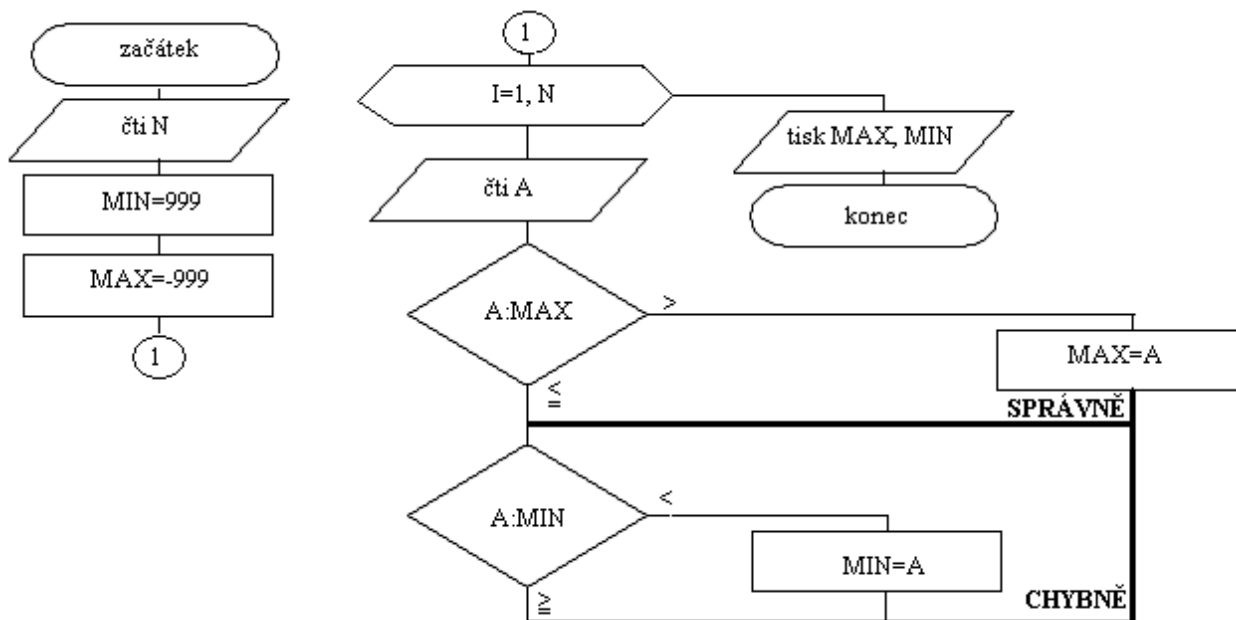 začátek
čti N
MIN=999
MAX=-999
1
1
I=1, N
tisk MAX, MIN
čti A
konec
A:MAX
>
MAX=A
≤
=
SPRÁVNĚ
A:MIN
<
MIN=A
≥
=
CHYBNĚ